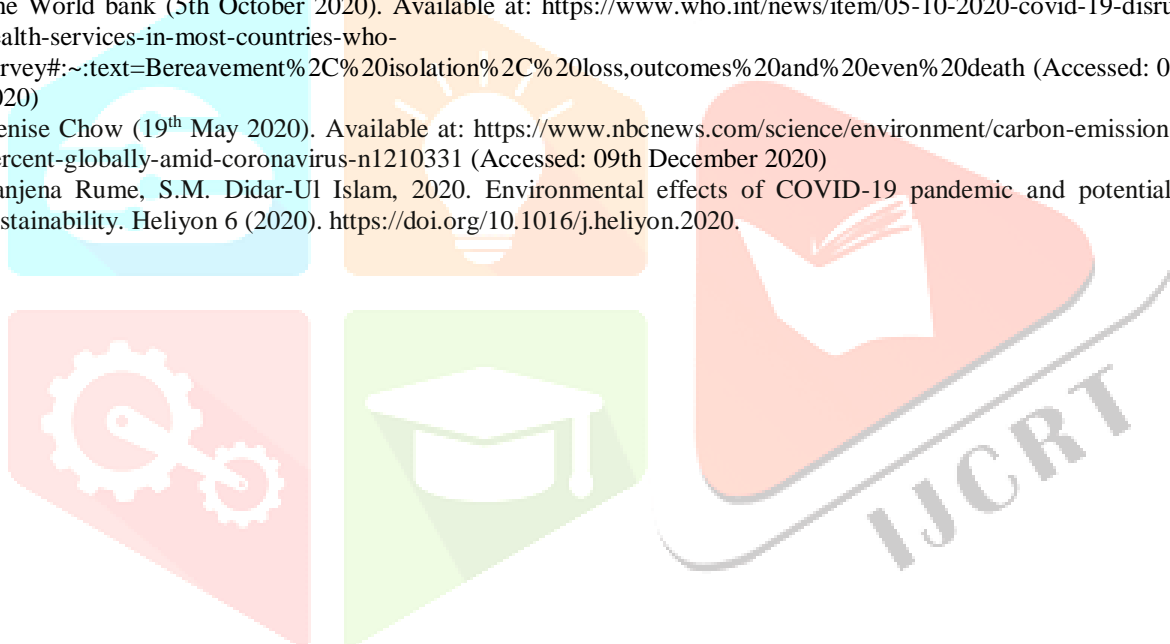 he World bank (5th October 2020). Available at: https://www.who.int/news/item/05-10-2020-covid-19-disru
alth-services-in-most-countries-who-
rvey#:~:text=Bereavement%2C%20isolation%2C%20loss,outcomes%20and%20even%20death (Accessed: 0
020)
enise Chow (19th May 2020). Available at: https://www.nbcnews.com/science/environment/carbon-emission
ercent-globally-amid-coronavirus-n1210331 (Accessed: 09th December 2020)
anjena Rume, S.M. Didar-Ul Islam, 2020. Environmental effects of COVID-19 pandemic and potential
stainability. Heliyon 6 (2020). https://doi.org/10.1016/j.heliyon.2020.
IJCRT